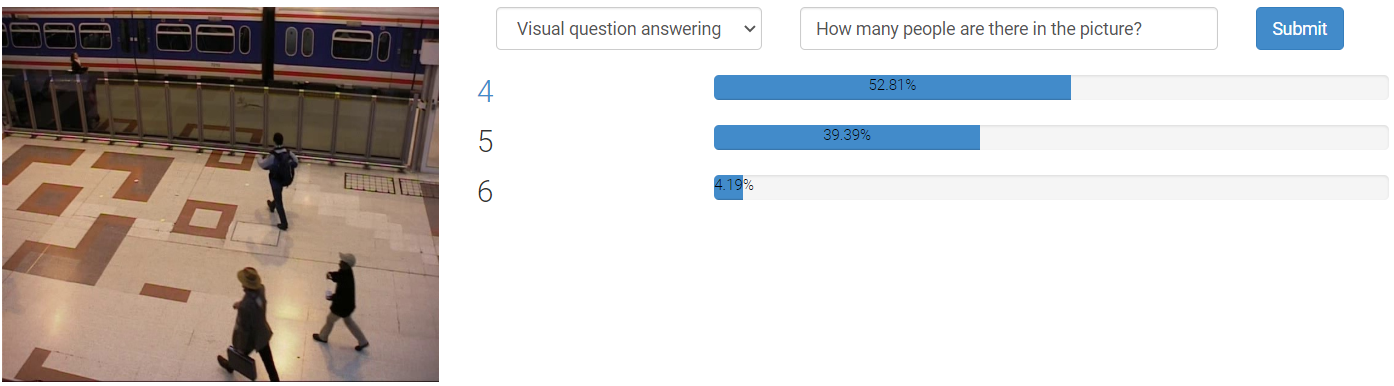 Visual question answering
How many people are there in the picture?
Submit
4
52.81%
5
39.39%
6
4.19%